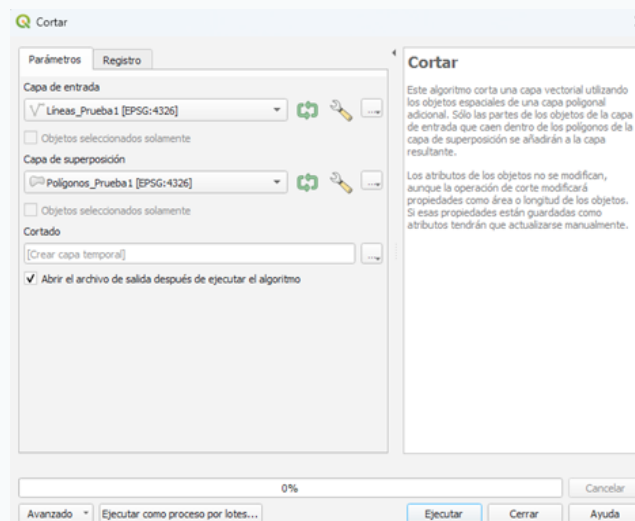 Cortar
Parámetros
Registro
Capa de entrada
Líneas_Prueba1 [EPSG:4326]
Objetos seleccionados solamente
Capa de superposición
Polígonos_Prueba1 [EPSG:4326]
Objetos seleccionados solamente
Cortado
[Crear capa temporal]
Abrir el archivo de salida después de ejecutar el algoritmo
Cortar
Este algoritmo corta una capa vectorial utilizando
los objetos espaciales de una capa poligonal
adicional. Sólo las partes de los objetos de la capa
de entrada que caen dentro de los polígonos de la
capa de superposición se añadirán a la capa
resultante.
Los atributos de los objetos no se modifican,
aunque la operación de corte modificará
propiedades como área o longitud de los objetos.
Si esas propiedades están guardadas como
atributos tendrán que actualizarse manualmente.
0%
Cancelar
Avanzado
Ejecutar como proceso por lotes...
Ejecutar
Cerrar
Ayuda